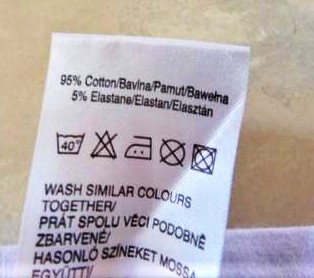 95% Cotton/Bavlna/Pamut/Bawełna
5% Elastane/Elastan/Elasztán
40°
WASH SIMILAR COLOURS
TOGETHER/
PRÁT SPOLU VĚCI PODOBNĚ
ZBARVENÉ/
HASONLÓ SZÍNEKET MOSSA
EGYÜTT/